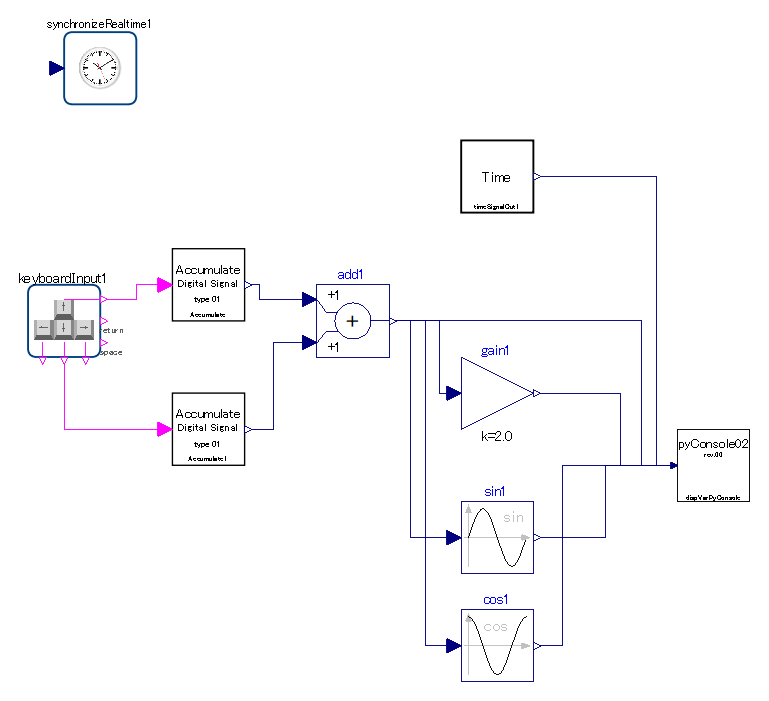 synchronizeRealtime1
Time
timeSignalOut1
keyboardInput1
return
space
Accumulate
Digital Signal
type 01
Accumulate
add1
+1
+
+1
gain1
k=2.0
Accumulate
Digital Signal
type 01
Accumulate1
pyConsole02
rev.00
dispVarPyConsole
sin1
sin
cos1
cos